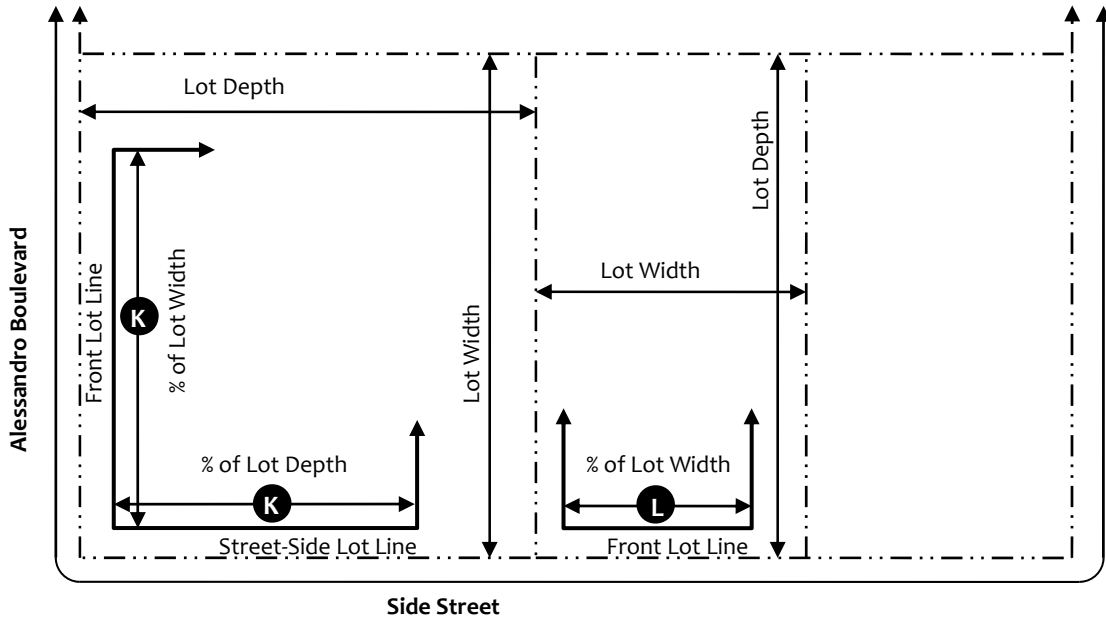 Lot Depth
Lot Depth
Alessandro Boulevard
Front Lot Line
K
% of Lot Width
Lot Width
Lot Width
% of Lot Depth
K
% of Lot Width
L
Street-Side Lot Line
Front Lot Line
Side Street